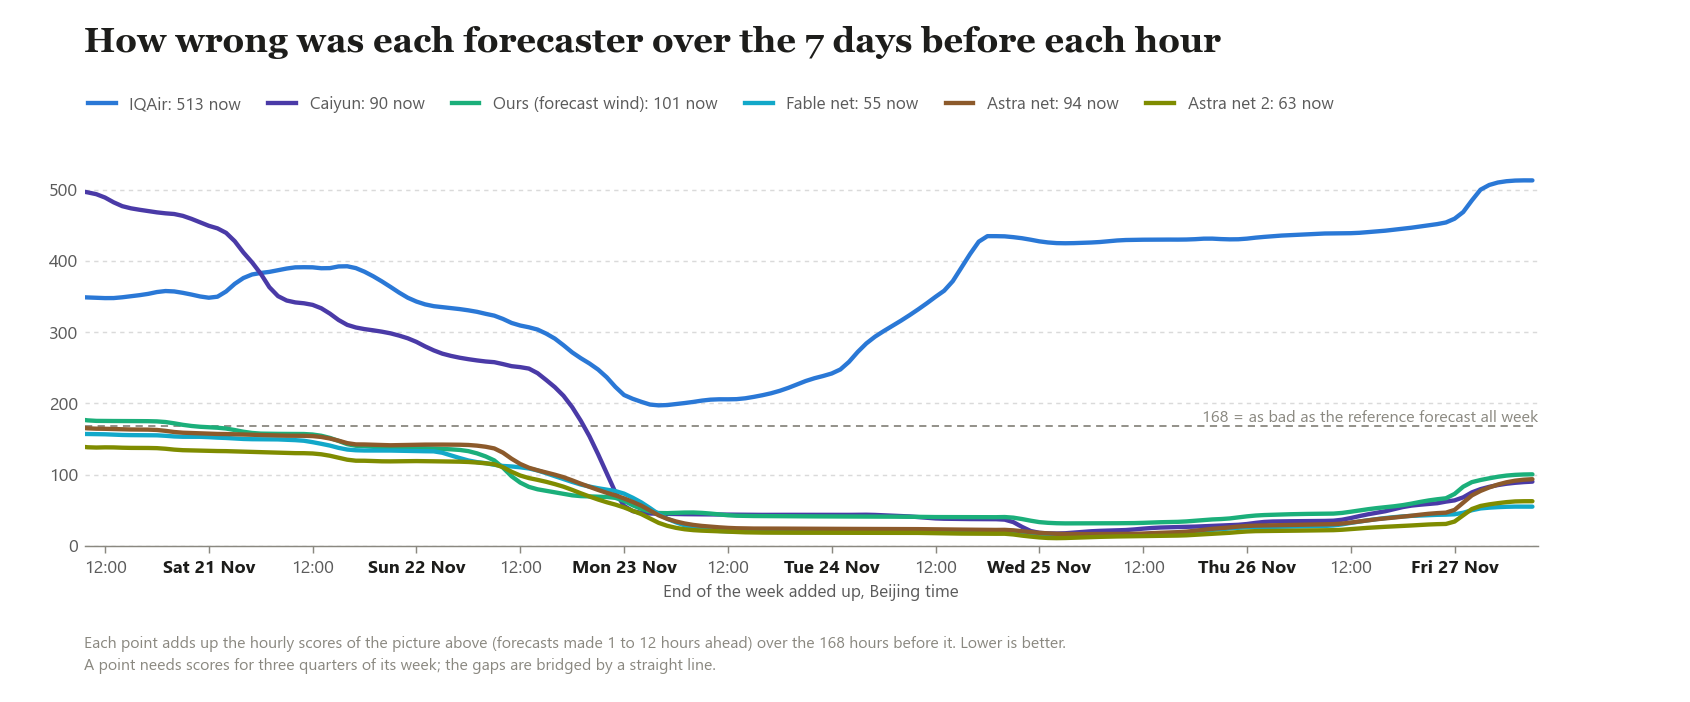 How wrong was each forecaster over the 7 days before each hour
IQAir: 513 now Caiyun: 90 now Ours (forecast wind): 101 now Fable net: 55 now Astra net: 94 now Astra net 2: 63 now
500
400
300
200
168 = as bad as the reference forecast all week
100
0
12:00 Sat 21 Nov 12:00 Sun 22 Nov 12:00 Mon 23 Nov 12:00 Tue 24 Nov 12:00 Wed 25 Nov 12:00 Thu 26 Nov 12:00 Fri 27 Nov
End of the week added up, Beijing time
Each point adds up the hourly scores of the picture above (forecasts made 1 to 12 hours ahead) over the 168 hours before it. Lower is better.
A point needs scores for three quarters of its week; the gaps are bridged by a straight line.